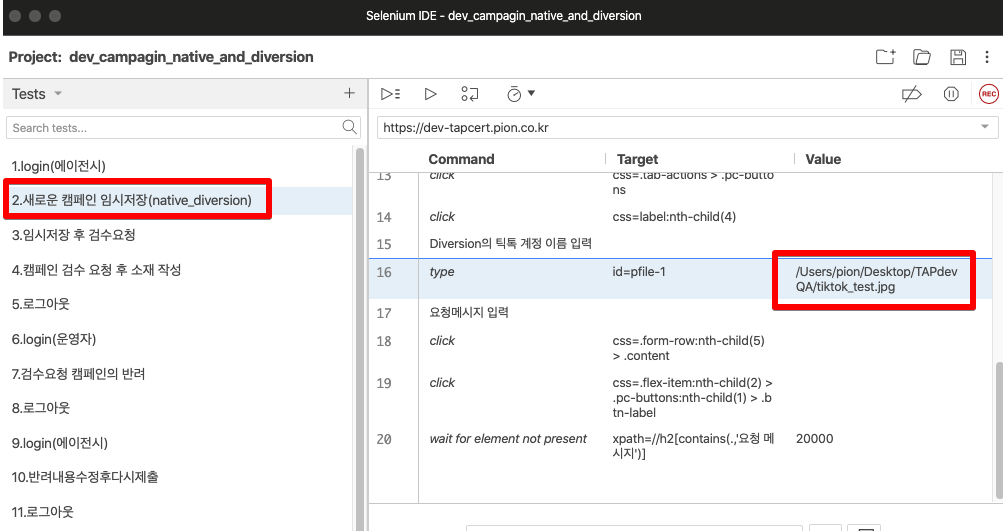 Selenium IDE - dev_campagin_native_and_diversion
Project: dev_campagin_native_and_diversion
Tests
REC
Search tests...
https://dev-tapcert.pion.co.kr
Command Target Value
1.login(에이전시)
2.새로운 캠페인 임시저장(native_diversion)
3.임시저장 후 검수요청
4.캠페인 검수 요청 후 소재 작성
5.로그아웃
6.login(운영자)
7.검수요청 캠페인의 반려
8.로그아웃
9.login(에이전시)
10.반려내용수정후다시제출
11.로그아웃
13 click css=.tab-actions > .pc-butto
ns
14 click css=label:nth-child(4)
15 Diversion의 틱톡 계정 이름 입력
16 type id=pfile-1 /Users/pion/Desktop/TAPdev
QA/tiktok_test.jpg
17 요청메시지 입력
18 click css=.form-row:nth-child(5)
> .content
19 click css=.flex-item:nth-child(2) >
.pc-buttons:nth-child(1) > .b
tn-label
20 wait for element not present xpath=//h2[contains(.,'요청 메 20000
시지')]